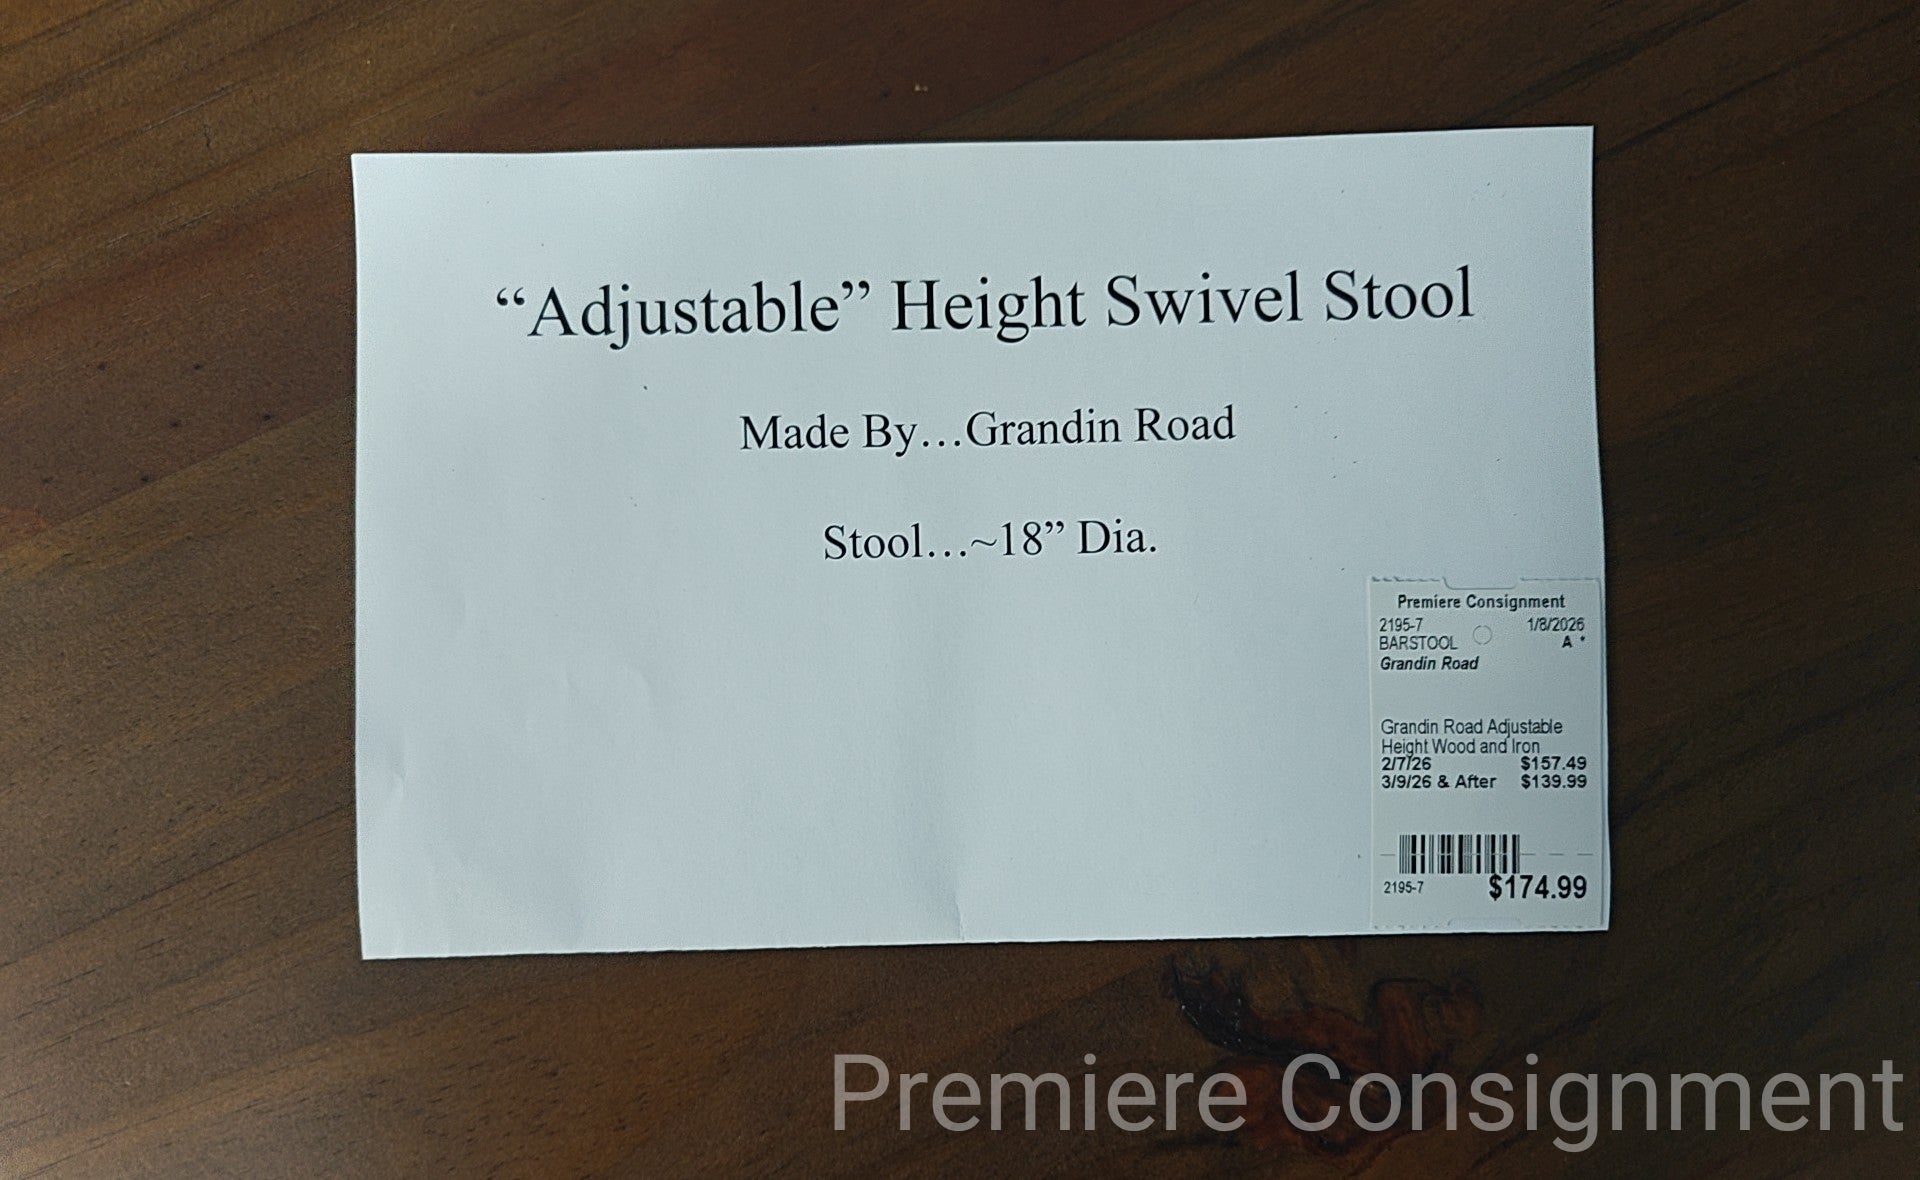 “Adjustable” Height Swivel Stool
Made By…Grandin Road
Stool…~18” Dia.
Premiere Consignment
2195-7 1/8/2026
BARSTOOL A *
Grandin Road
Grandin Road Adjustable
Height Wood and Iron
2/7/26 $157.49
3/9/26 & After $139.99
2195-7 $174.99
Premiere Consignment